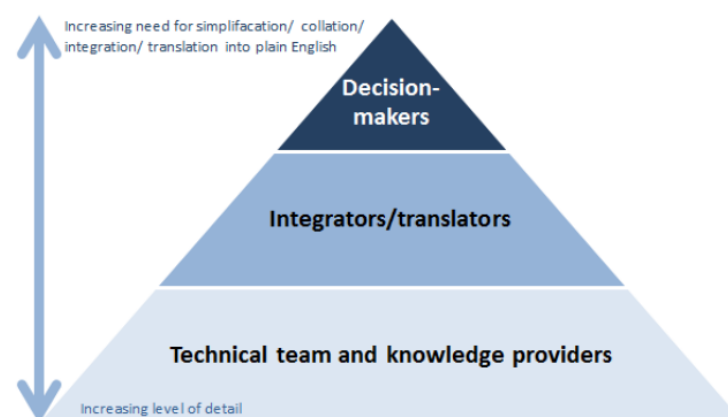 Increasing need for simplifacation/ collation/
integration/ translation into plain English
Decision-
makers
Integrators/translators
Technical team and knowledge providers
Increasing level of detail